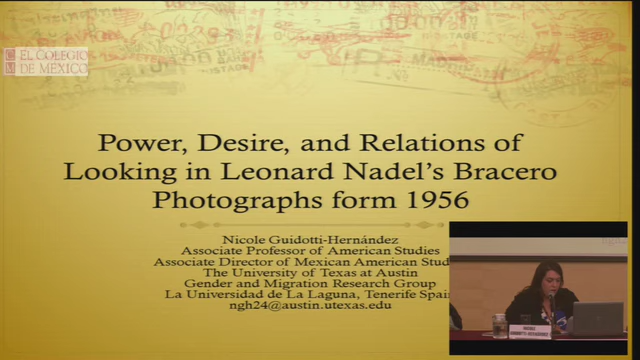 EL COLEGIO
DE MÉXICO
Power, Desire, and Relations of
Looking in Leonard Nadel's Bracero
Photographs form 1956
Nicole Guidotti-Hernández
Associate Professor of American Studies
Associate Director of Mexican American Stud
The University of Texas at Austin
Gender and Migration Research Group
La Universidad de La Laguna, Tenerife Spain
ngh24@austin.utexas.edu
NICOLE